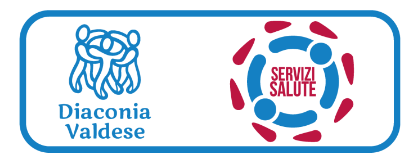 Diaconia
Valdese
SERVIZI
SALUTE